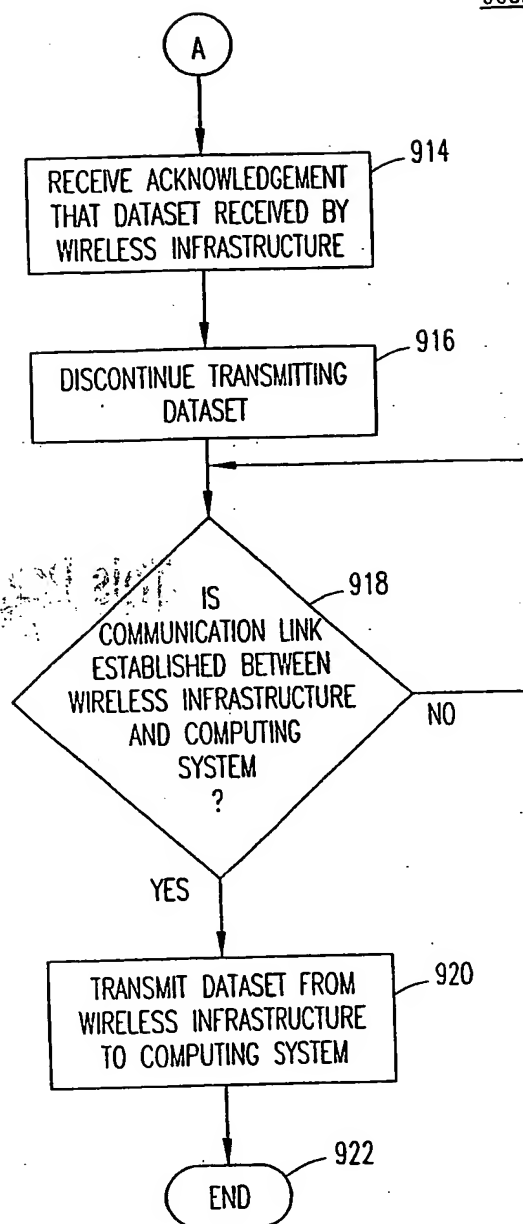 A
914
RECEIVE ACKNOWLEDGEMENT
THAT DATASET RECEIVED BY
WIRELESS INFRASTRUCTURE
916
DISCONTINUE TRANSMITTING
DATASET
918
IS
COMMUNICATION LINK
ESTABLISHED BETWEEN
WIRELESS INFRASTRUCTURE
AND COMPUTING
SYSTEM
?
NO
YES
920
TRANSMIT DATASET FROM
WIRELESS INFRASTRUCTURE
TO COMPUTING SYSTEM
922
END